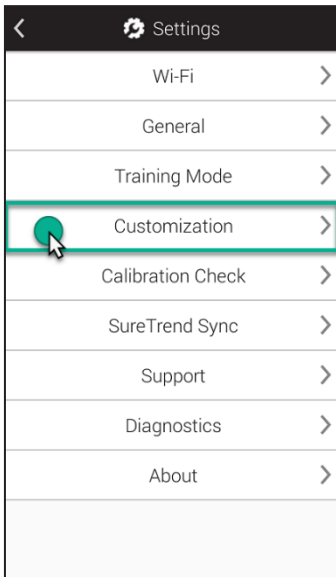 Settings
Wi-Fi
General
Training Mode
Customization
Calibration Check
SureTrend Sync
Support
Diagnostics
About